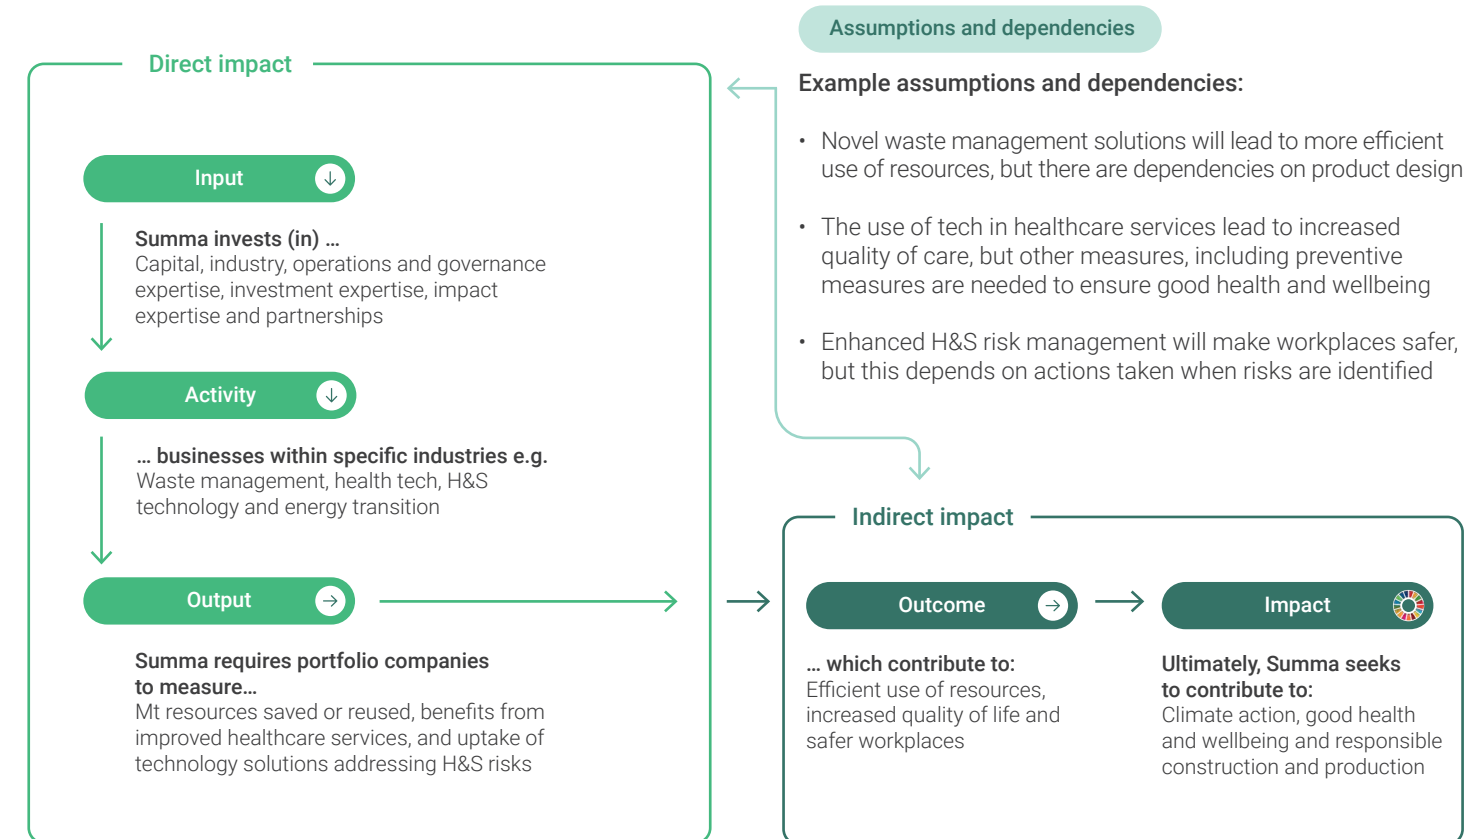 Direct impact
Input
Summa invests (in) ...
Capital, industry, operations and governance
expertise, investment expertise, impact
expertise and partnerships
Activity
... businesses within specific industries e.g.
Waste management, health tech, H&S
technology and energy transition
Output
Summa requires portfolio companies
to measure...
Mt resources saved or reused, benefits from
improved healthcare services, and uptake of
technology solutions addressing H&S risks
Assumptions and dependencies
Example assumptions and dependencies:
• Novel waste management solutions will lead to more efficient
use of resources, but there are dependencies on product design
• The use of tech in healthcare services lead to increased
quality of care, but other measures, including preventive
measures are needed to ensure good health and wellbeing
• Enhanced H&S risk management will make workplaces safer,
but this depends on actions taken when risks are identified
Indirect impact
Outcome
... which contribute to:
Efficient use of resources,
increased quality of life and
safer workplaces
Impact
Ultimately, Summa seeks
to contribute to:
Climate action, good health
and wellbeing and responsible
construction and production